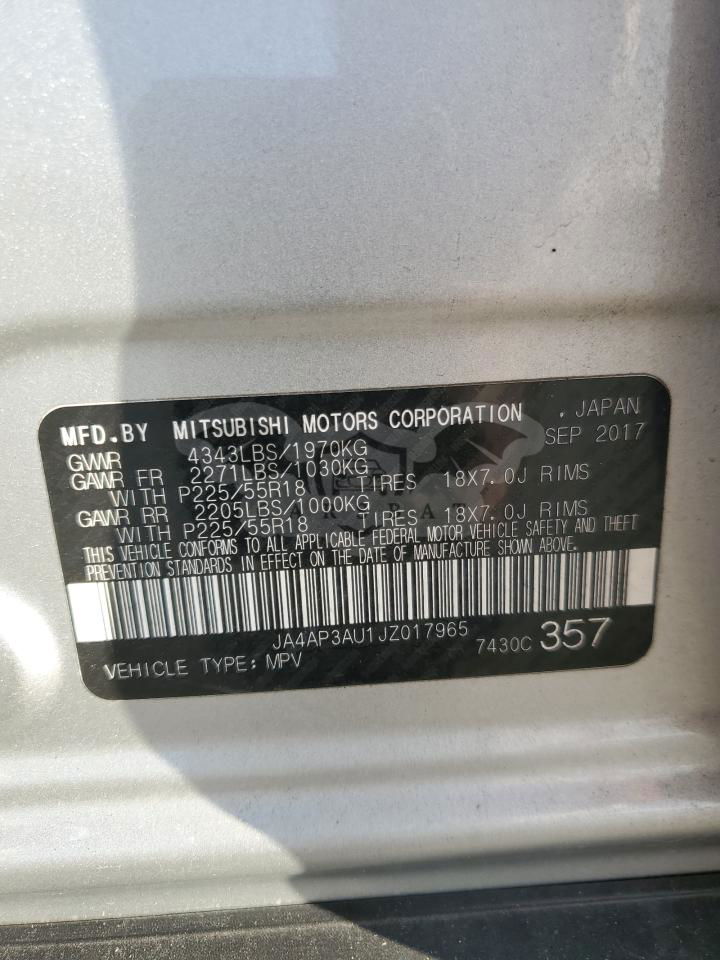 MFD.BY MITSUBISHI MOTORS CORPORATION . JAPAN
SEP 2017
GVWR 4343LBS/1970KG
GAWR FR 2271LBS/1030KG
WITH P225/55R18 TIRES 18X7.0J RIMS
GAWR RR 2205LBS/1000KG
WITH P225/55R18 TIRES 18X7.0J RIMS
THIS VEHICLE CONFORMS TO ALL APPLICABLE FEDERAL MOTOR VEHICLE SAFETY AND THEFT
PREVENTION STANDARDS IN EFFECT ON THE DATE OF MANUFACTURE SHOWN ABOVE.
JA4AP3AU1JZ017965
VEHICLE TYPE: MPV 7430C 357